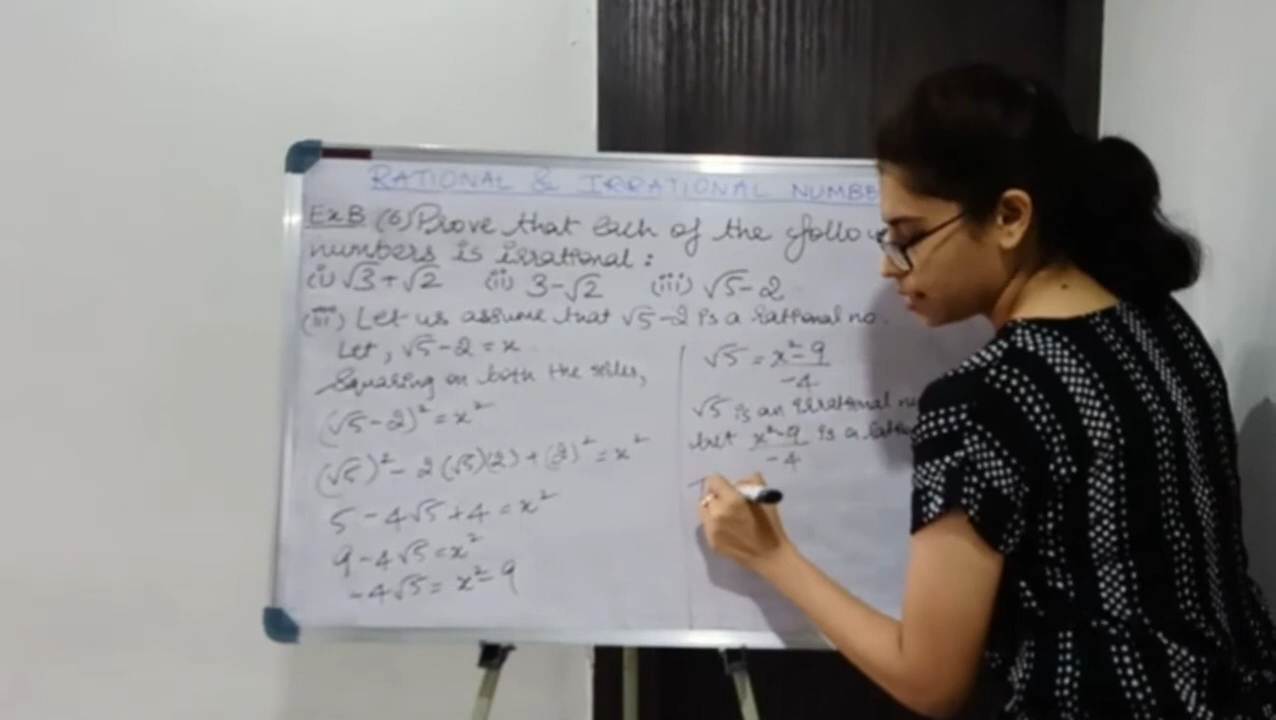 RATIONAL & IRRATIONAL NUMBE
Ex B (6) Prove that each of the follow
numbers is irrational :
(i) √3 + √2 (ii) 3-√2 (iii) √5-2
(iii) Let us assume that √5-2 is a rational no.
Let, √5-2 = x
Squaring on both the sides,
(√5-2)² = x²
(√5)² - 2(√5)(2) + (2)² = x²
5 - 4√5 + 4 = x²
9 - 4√5 = x²
-4√5 = x²-9
√5 = x²-9
-4
√5 is an irrational
but x²-9 is a
-4